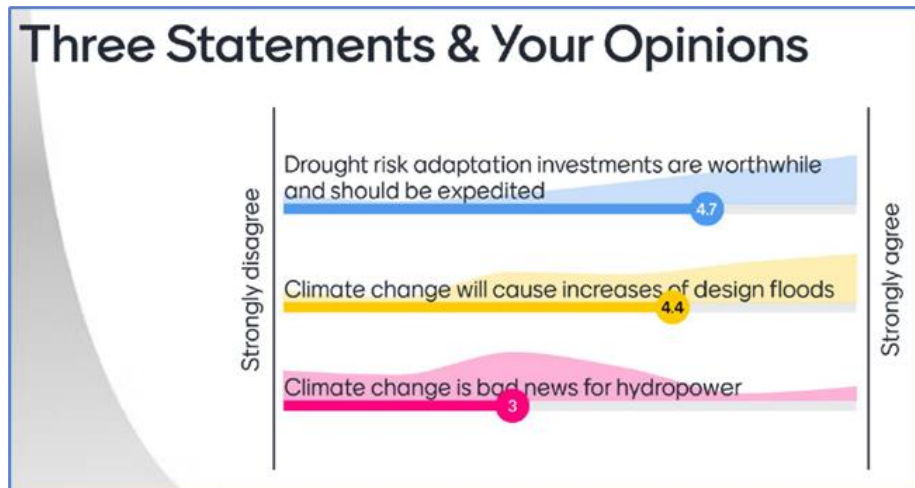 Three Statements & Your Opinions
Strongly disagree
Drought risk adaptation investments are worthwhile
and should be expedited
4.7
Climate change will cause increases of design floods
4.4
Climate change is bad news for hydropower
3
Strongly agree